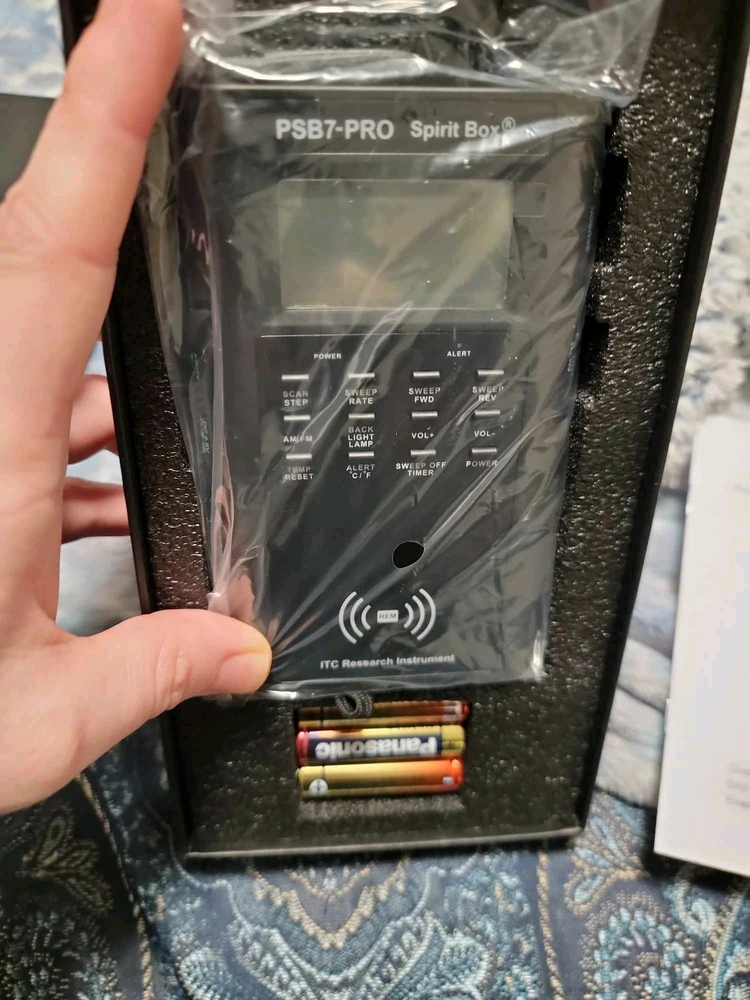 PSB7-PRO Spirit Box®
POWER ALERT
SCAN STEP SWEEP RATE SWEEP FWD SWEEP REV
AM/FM BACK LIGHT LAMP VOL+ VOL-
TEMP RESET ALERT °C/°F SWEEP OFF TIMER POWER
REM
ITC Research Instrument
Panasonic